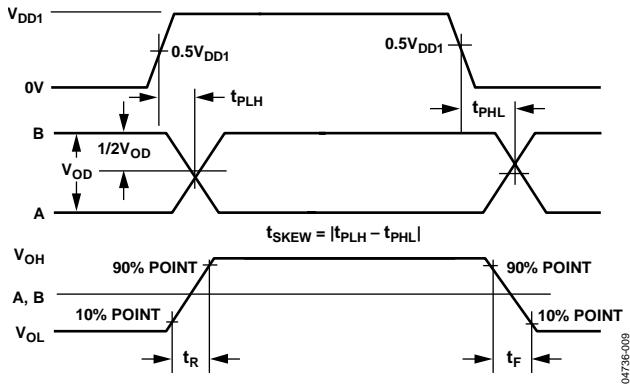 VDD1
0.5VDD1
0.5VDD1
0V
tPLH
tPHL
B
1/2VOD
VOD
A
tSKEW = |tPLH – tPHL|
VOH
90% POINT
90% POINT
A, B
10% POINT
10% POINT
VOL
tR
tF
04736-009